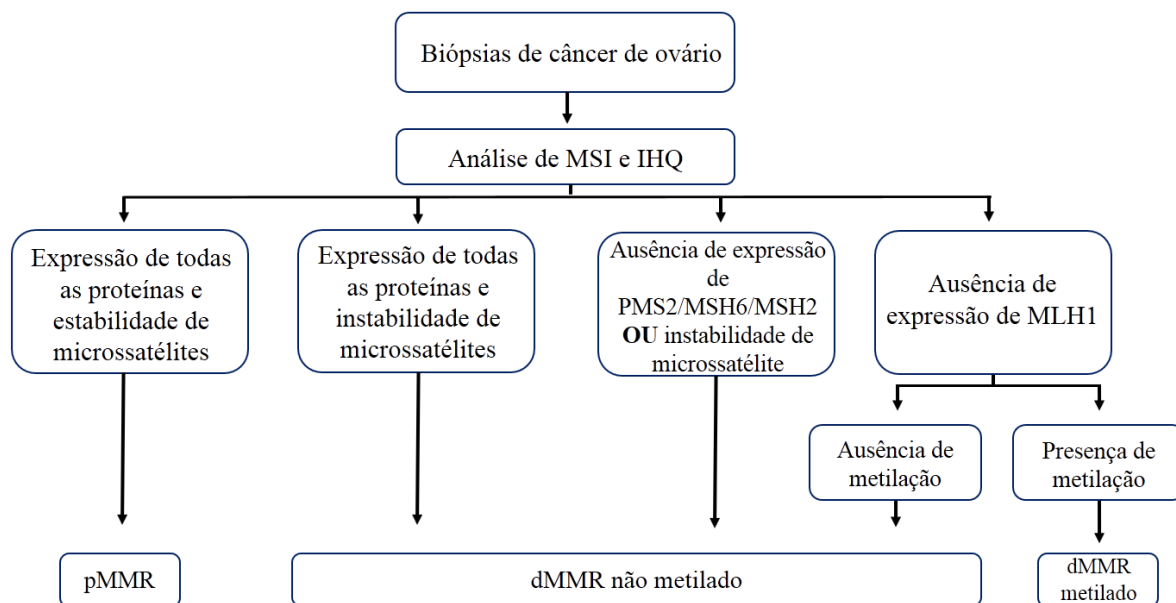 Biópsias de câncer de ovário
Análise de MSI e IHQ
Expressão de todas
as proteínas e
estabilidade de
microssatélites
Expressão de todas
as proteínas e
instabilidade de
microssatélites
Ausência de expressão
de
PMS2/MSH6/MSH2
OU instabilidade de
microssatélite
Ausência de
expressão de MLH1
Ausência de
metilação
Presença de
metilação
pMMR
dMMR não metilado
dMMR
metilado